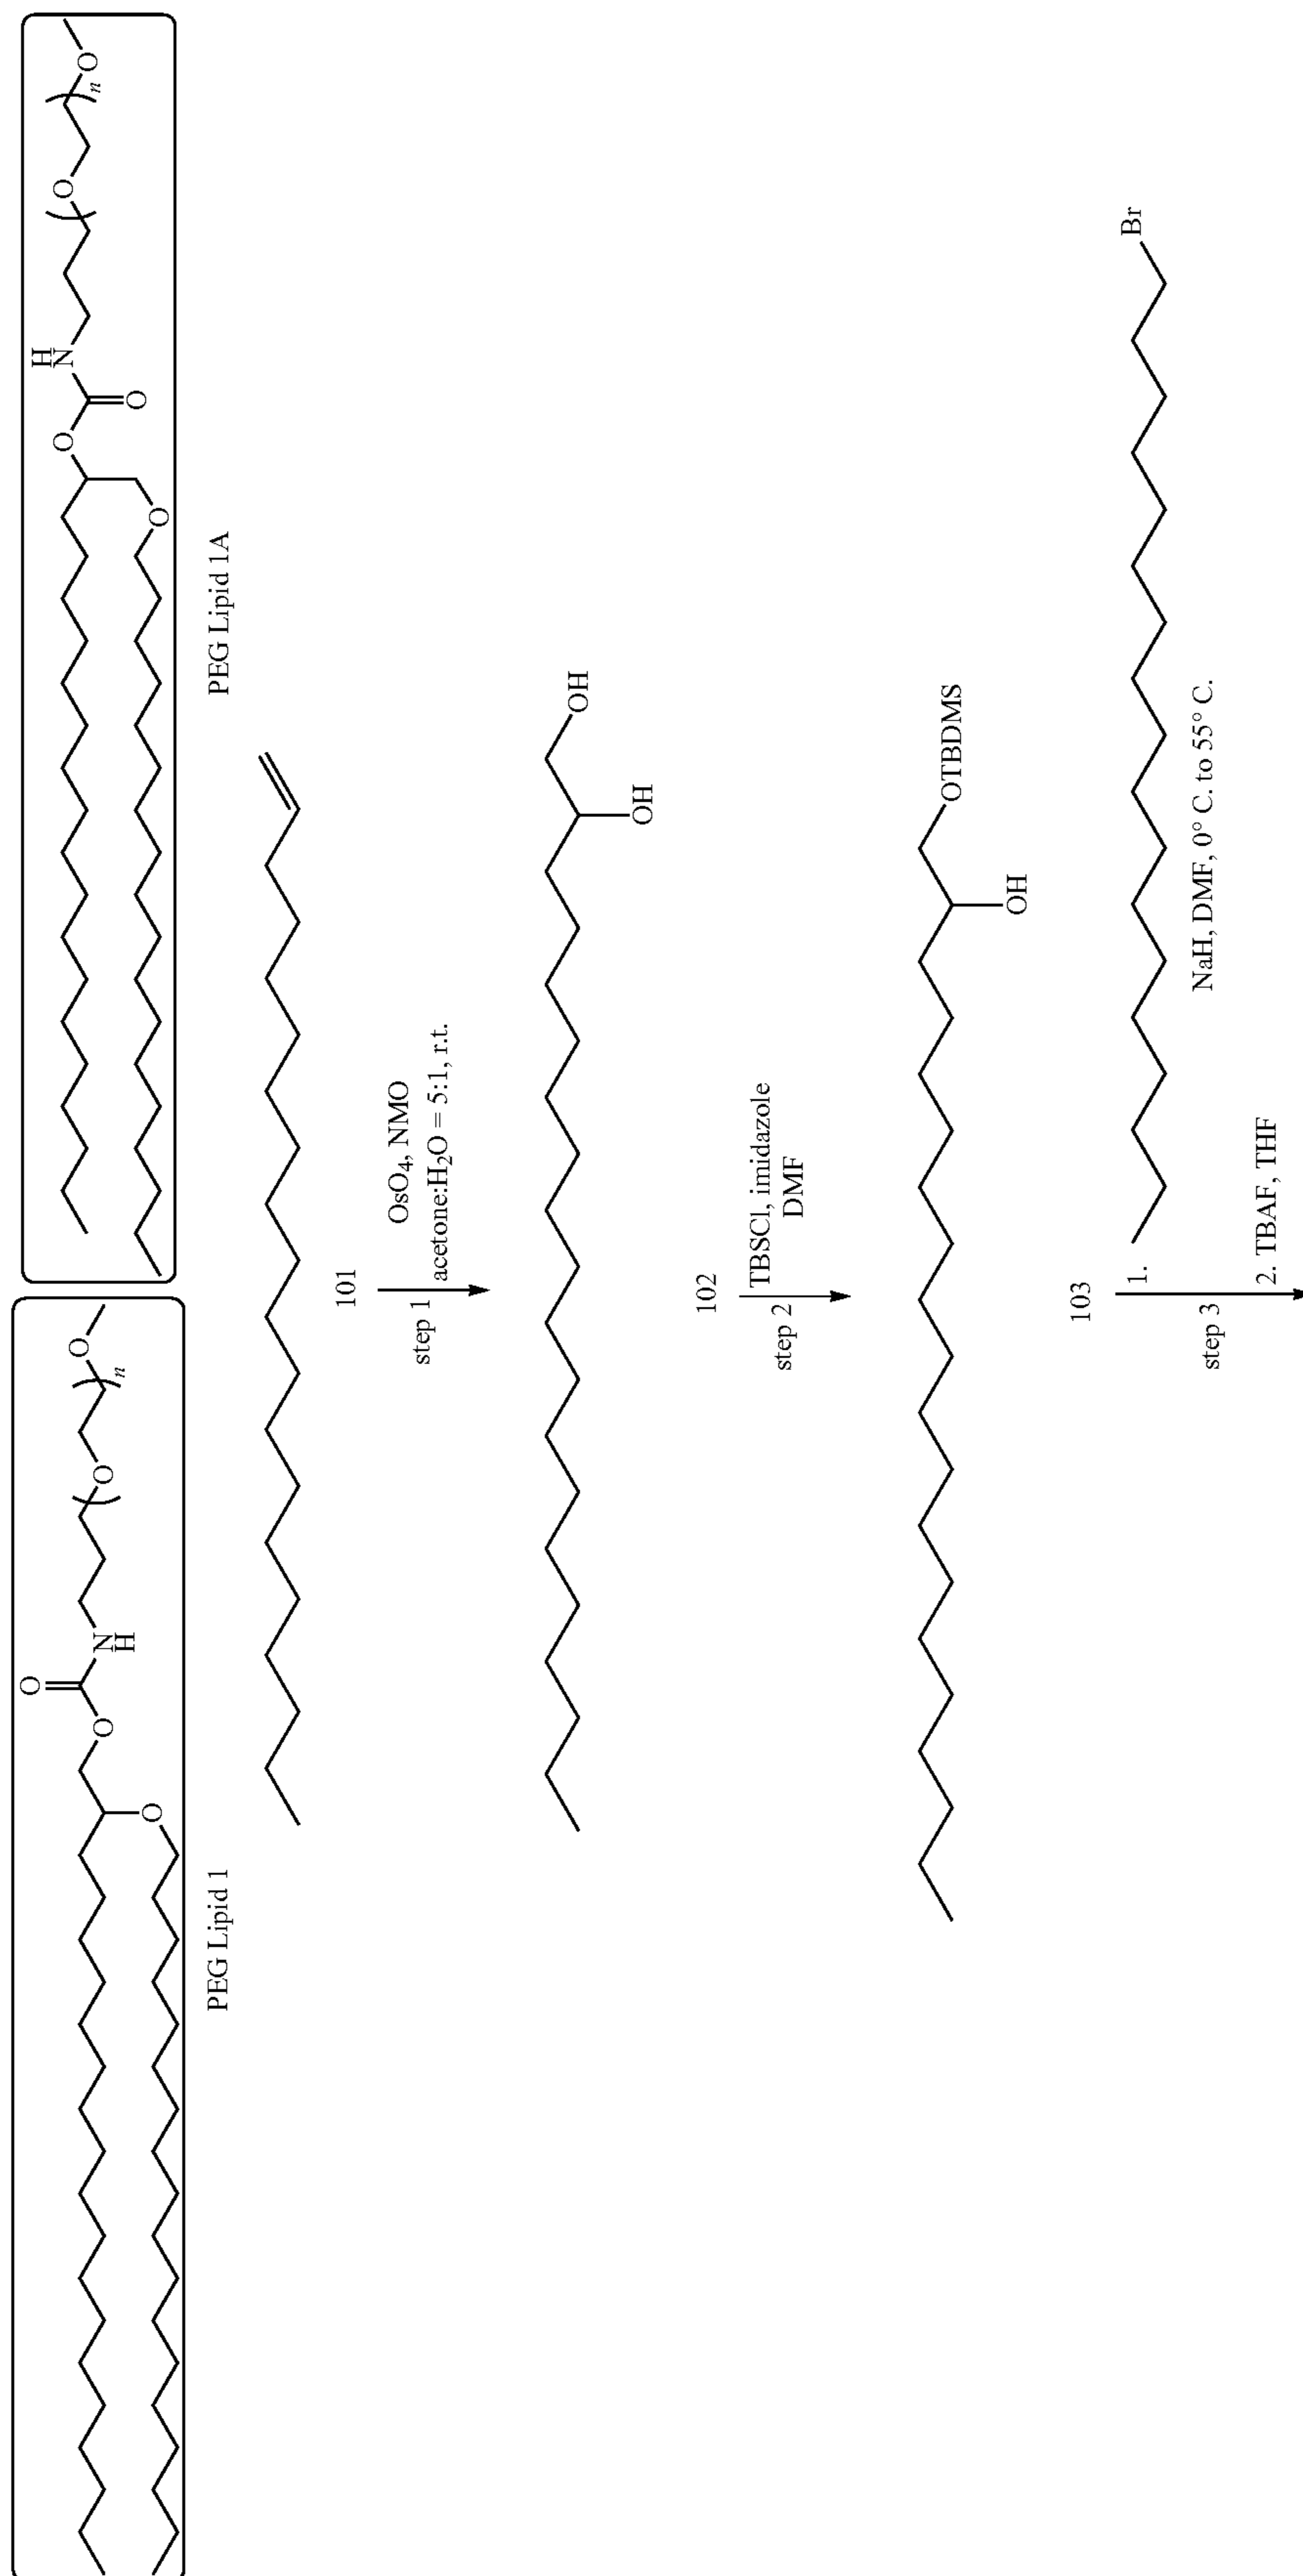 O
O
O
N
H
O
n
O
PEG Lipid 1
O
O
H
N
O
O
n
O
PEG Lipid 1A
101
step 1
OsO4, NMO
acetone:H2O = 5:1, r.t.
OH
OH
102
step 2
TBSCl, imidazole
DMF
OTBDMS
OH
103
step 3
1.
Br
NaH, DMF, 0° C. to 55° C.
2. TBAF, THF